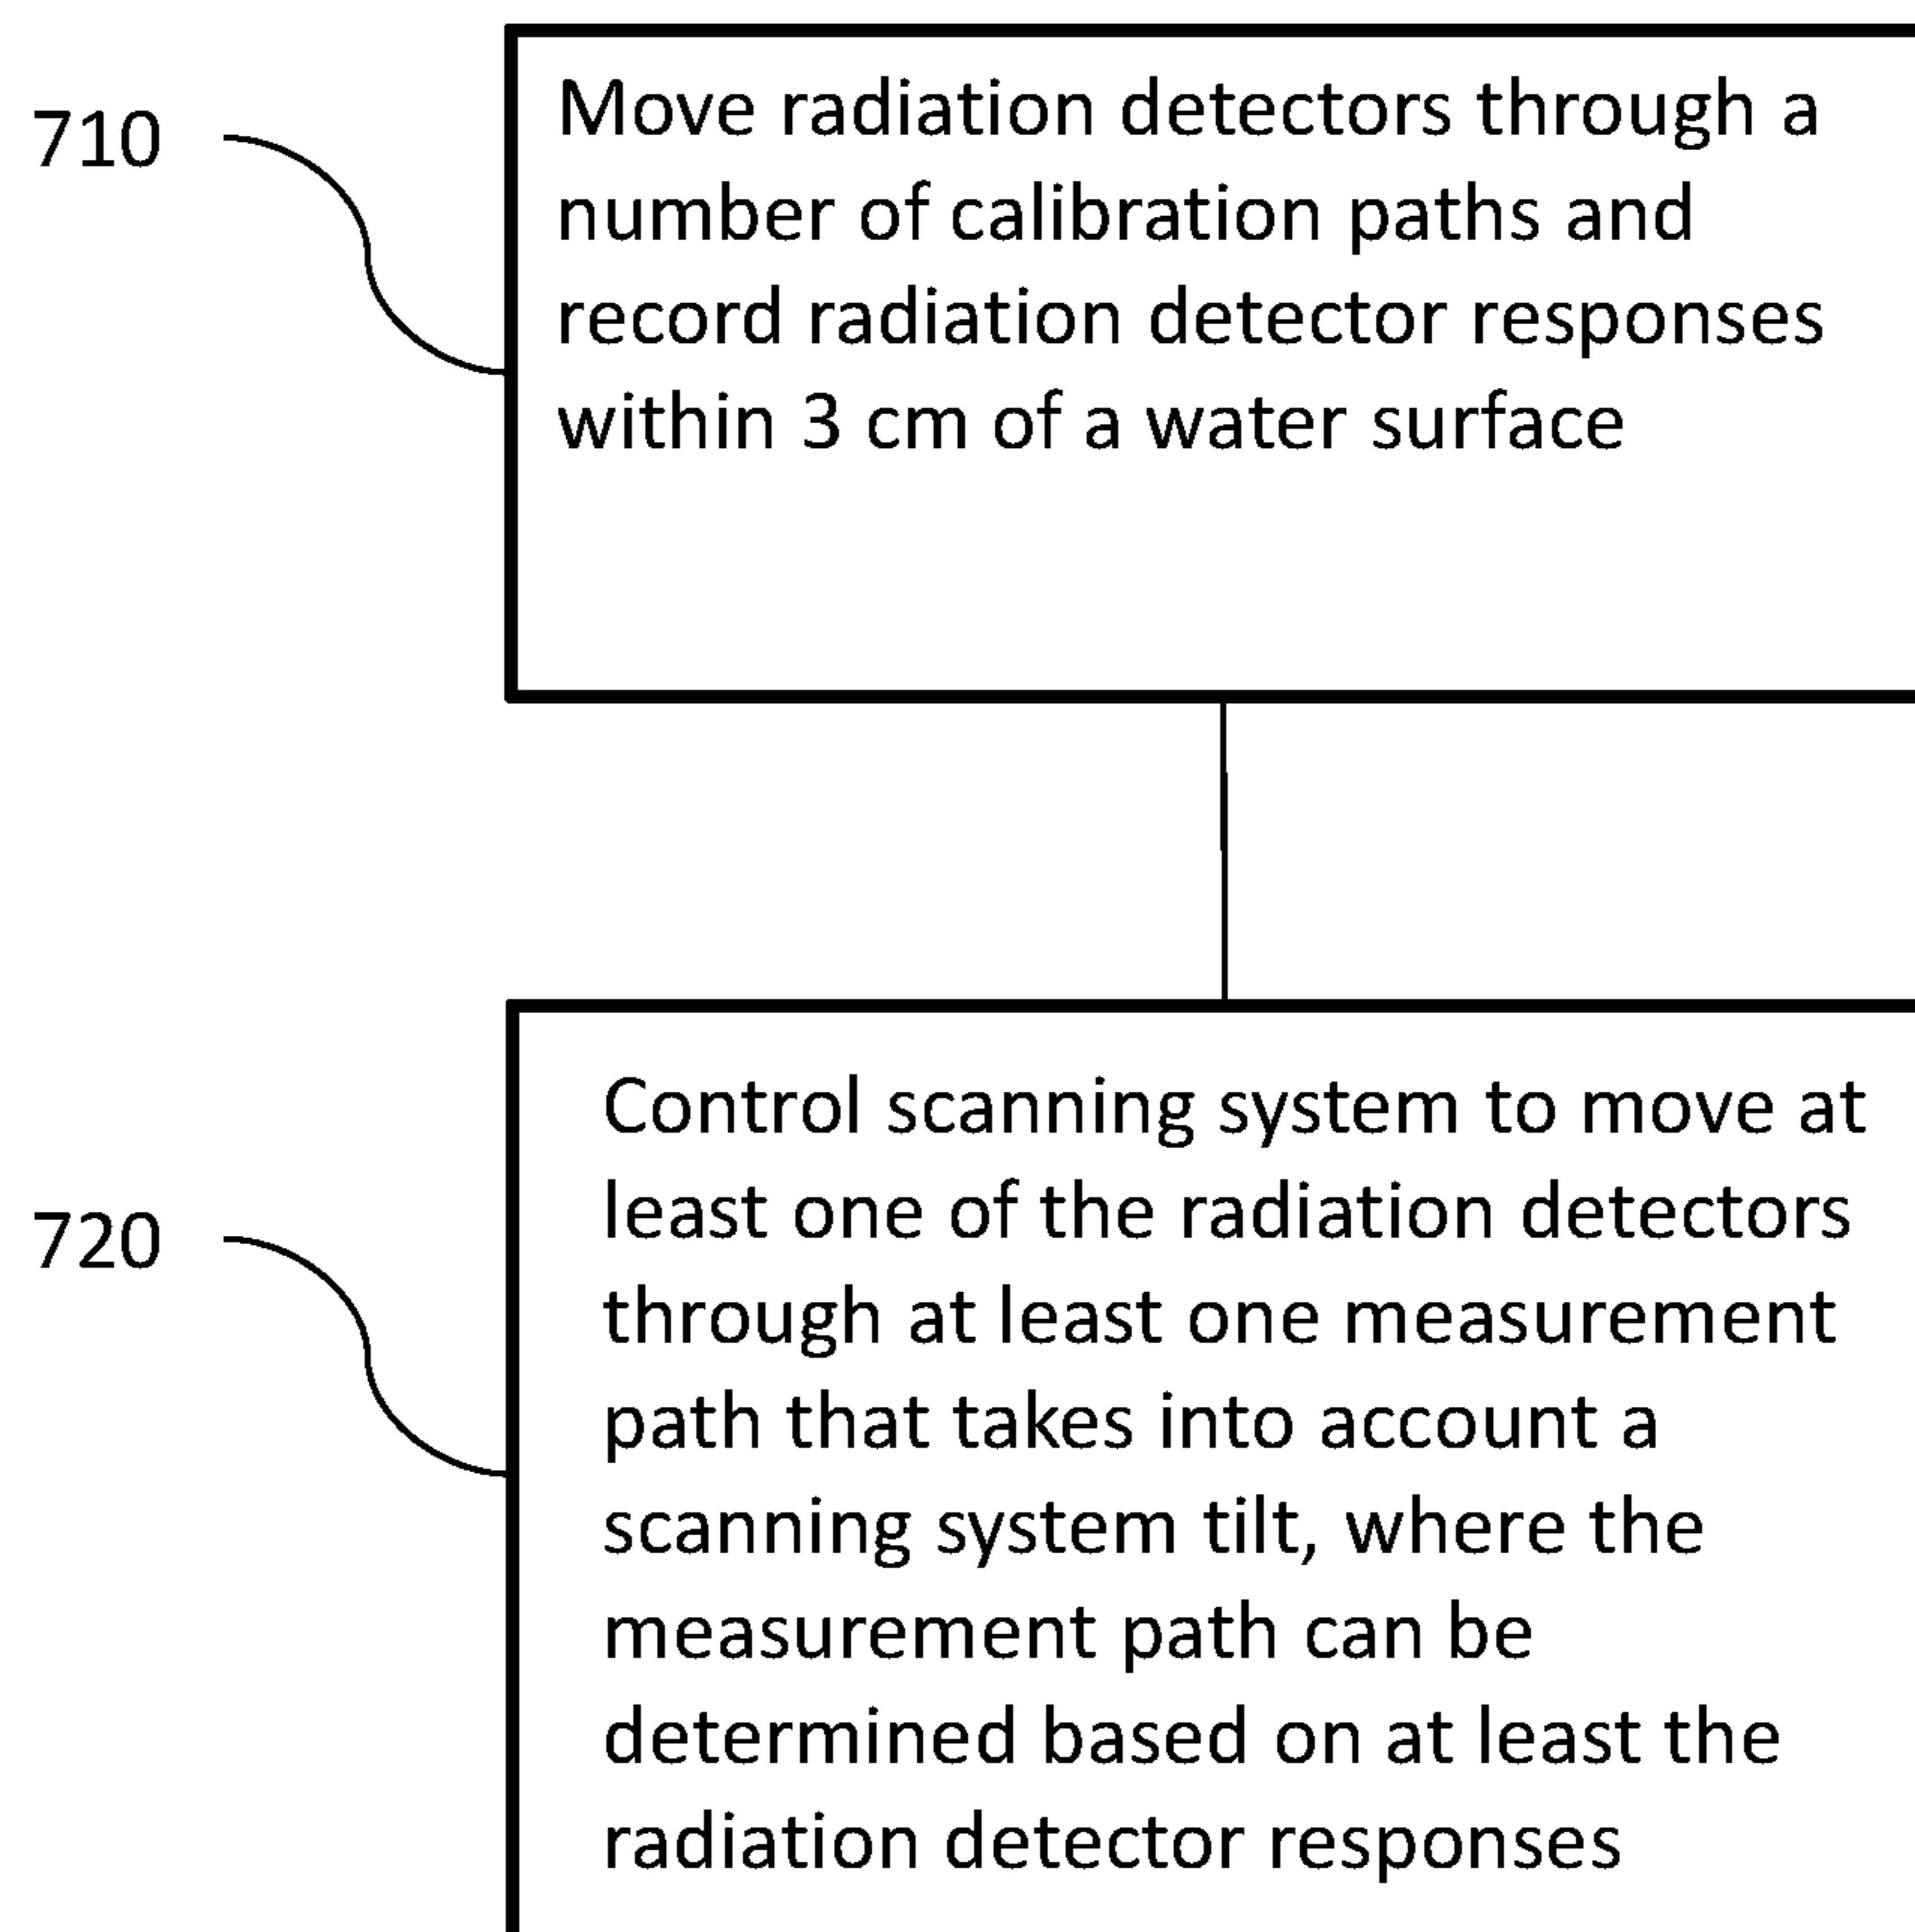 710
Move radiation detectors through a
number of calibration paths and
record radiation detector responses
within 3 cm of a water surface
720
Control scanning system to move at
least one of the radiation detectors
through at least one measurement
path that takes into account a
scanning system tilt, where the
measurement path can be
determined based on at least the
radiation detector responses